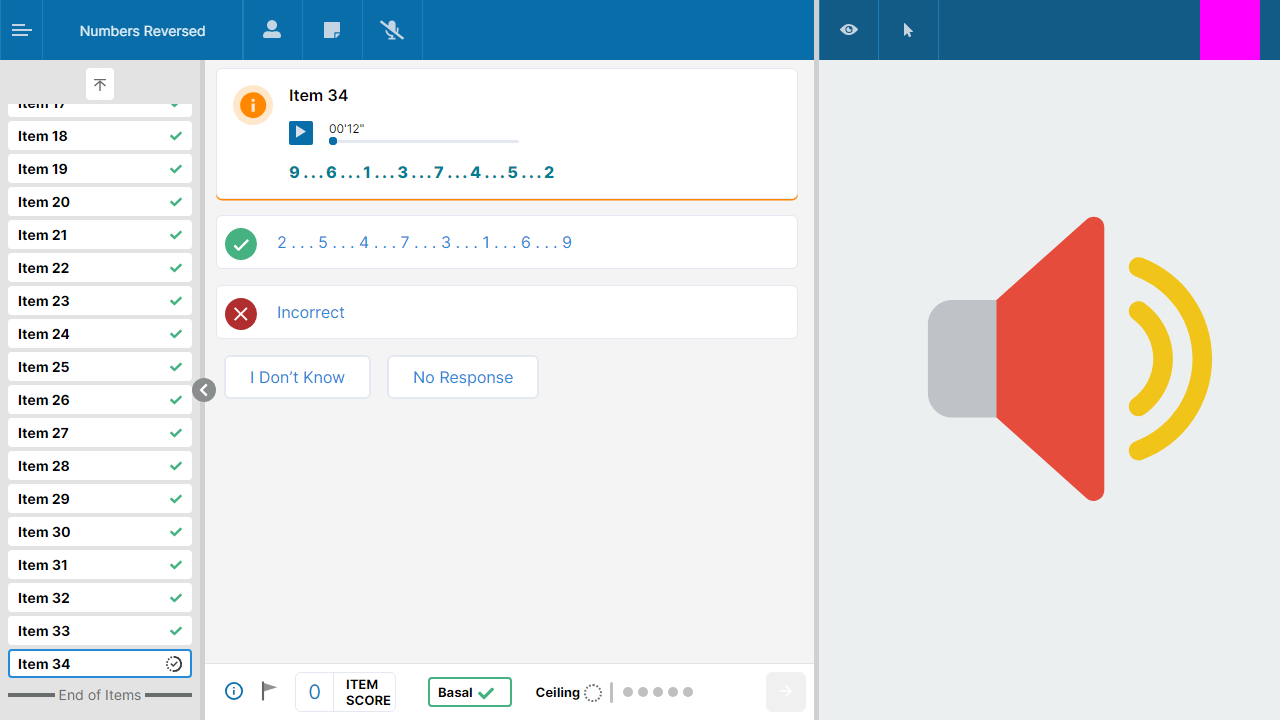 Numbers Reversed
Item 17
Item 18
Item 19
Item 20
Item 21
Item 22
Item 23
Item 24
Item 25
Item 26
Item 27
Item 28
Item 29
Item 30
Item 31
Item 32
Item 33
Item 34
End of Items
Item 34
00'12"
9...6...1...3...7...4...5...2
2...5...4...7...3...1...6...9
Incorrect
I Don't Know
No Response
0
ITEM
SCORE
Basal
Ceiling